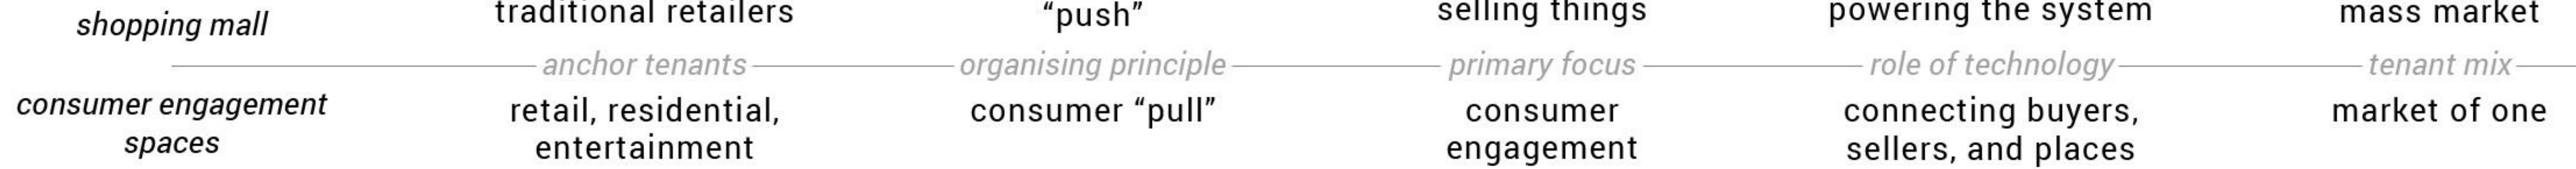 shopping mall traditional retailers “push” selling things powering the system mass market
anchor tenants organising principle primary focus role of technology tenant mix
consumer engagement retail, residential, consumer “pull” consumer connecting buyers, market of one
spaces entertainment engagement sellers, and places